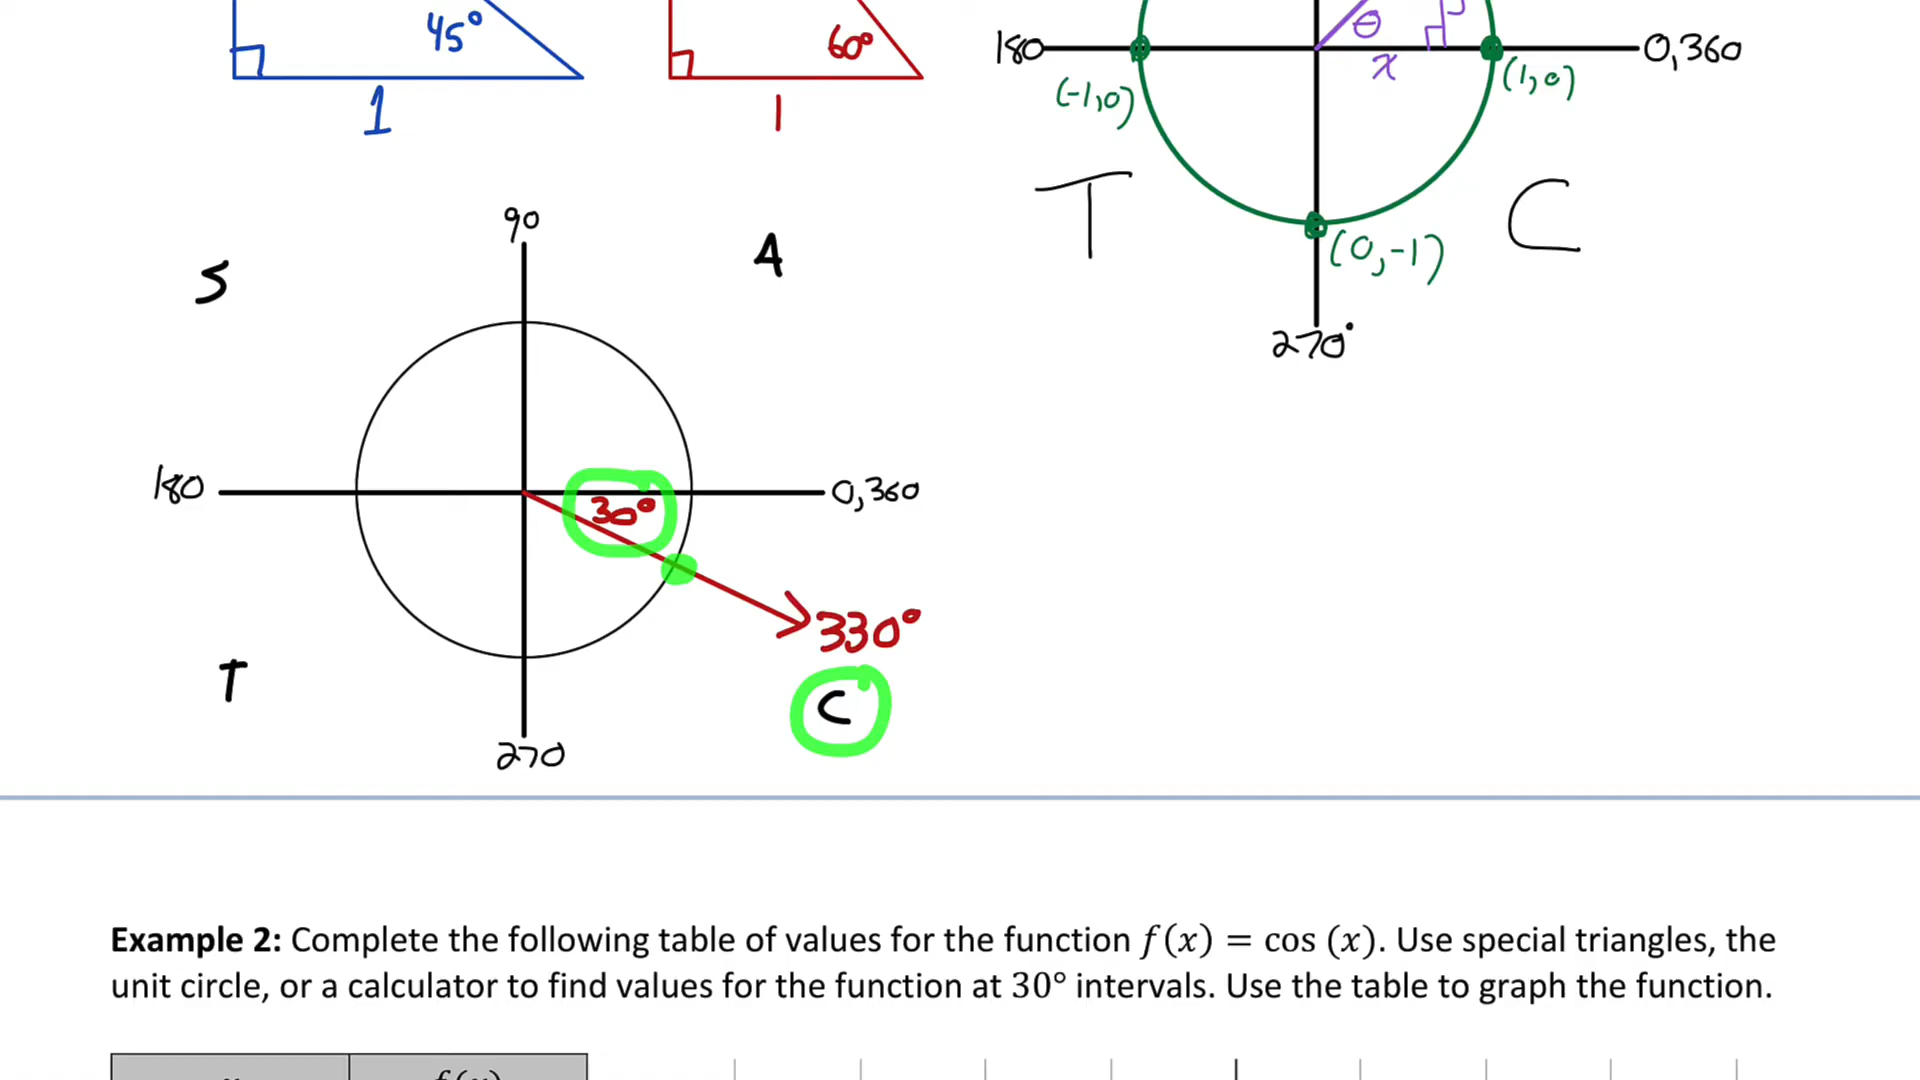 45°
1
60°
1
θ
x
180
0,360
(-1,0)
(1,0)
T
C
(0,-1)
270°
90
S
A
180
0,360
30°
330°
T
C
270
Example 2: Complete the following table of values for the function f(x) = cos (x). Use special triangles, the
unit circle, or a calculator to find values for the function at 30° intervals. Use the table to graph the function.
f(x)